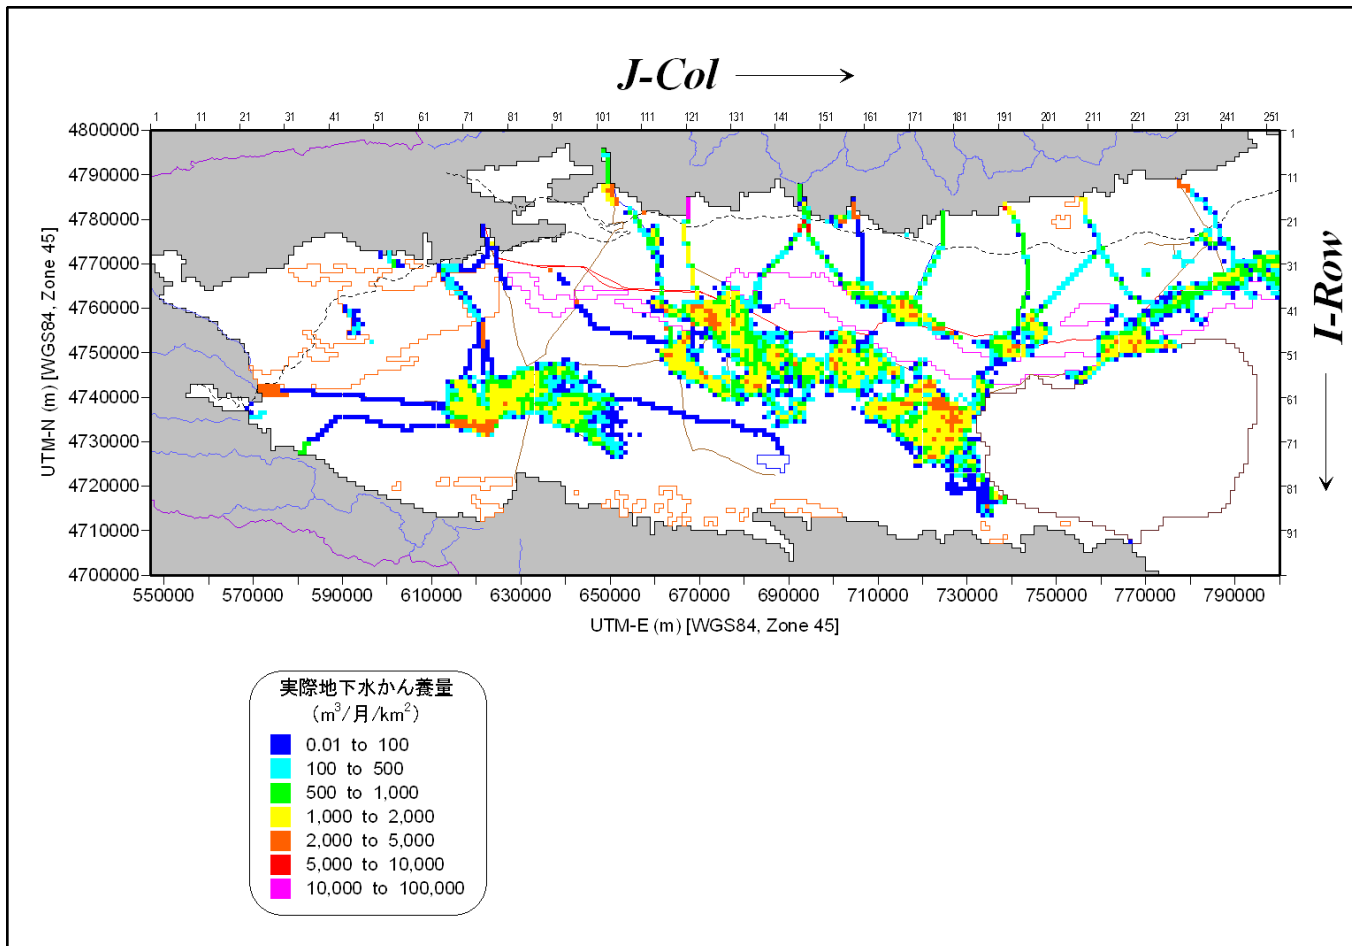 J-Col
1 11 21 31 41 51 61 71 81 91 101 111 121 131 141 151 161 171 181 191 201 211 221 231 241 251
4800000 1
4790000 11
4780000 21
4770000 31
4760000 41
4750000 51
4740000 61
4730000 71
4720000 81
4710000 91
4700000
UTM-N (m) [WGS84, Zone 45]
I-Row
550000 570000 590000 610000 630000 650000 670000 690000 710000 730000 750000 770000 790000
UTM-E (m) [WGS84, Zone 45]
実際地下水かん養量
(m³/月/km²)
0.01 to 100
100 to 500
500 to 1,000
1,000 to 2,000
2,000 to 5,000
5,000 to 10,000
10,000 to 100,000